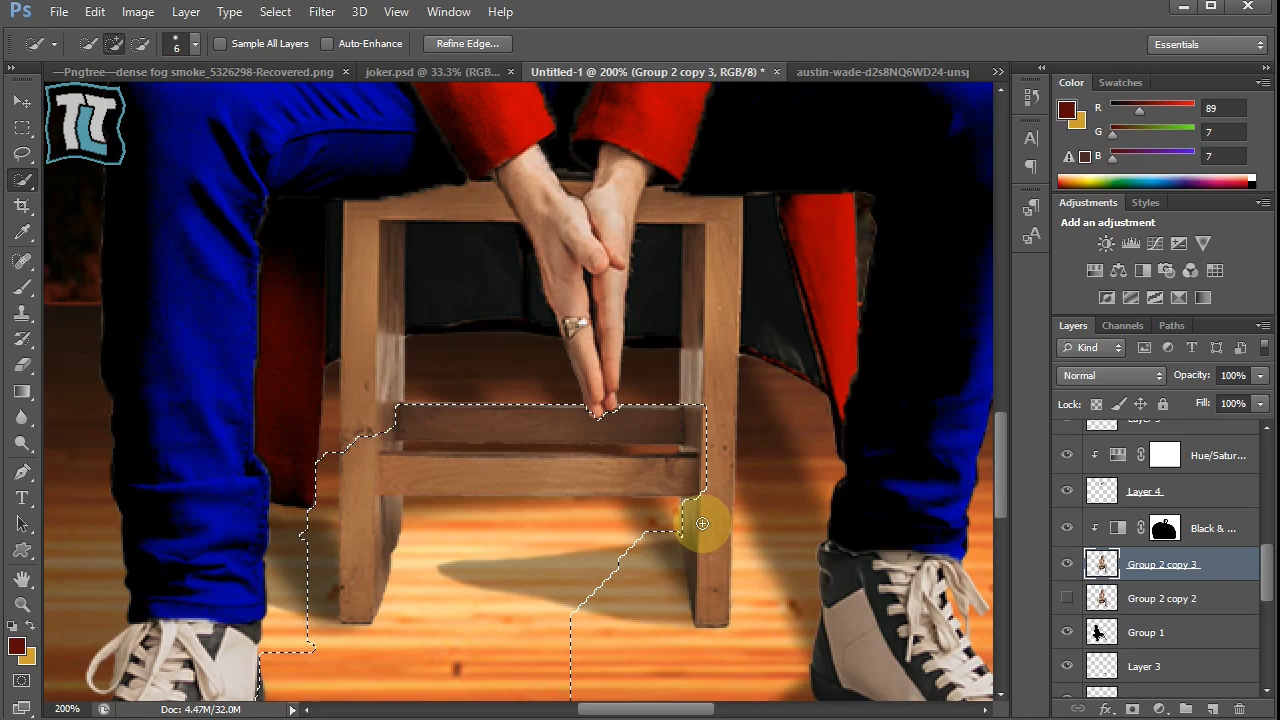 Ps File Edit Image Layer Type Select Filter 3D View Window Help
6 Sample All Layers Auto-Enhance Refine Edge... Essentials
—Pngtree—dense fog smoke_5326298-Recovered.png × joker.psd @ 33.3% (RGB... × Untitled-1 @ 200% (Group 2 copy 3, RGB/8) * × austin-wade-d2s8NQ6WD24-unsp
TLT
Color Swatches
R 89
G 7
B 7
Adjustments Styles
Add an adjustment
Layers Channels Paths
Kind
Normal Opacity: 100%
Lock: Fill: 100%
Hue/Satur...
Layer 4
Black & ...
Group 2 copy 3
Group 2 copy 2
Group 1
Layer 3
200% Doc: 4.47M/32.0M